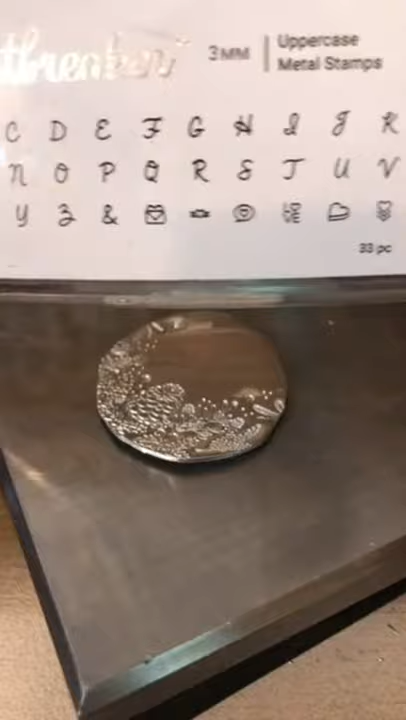 3MM | Uppercase
Metal Stamps
C D E F G H I J K
N O P Q R S T U V
Y Z &
33 pc